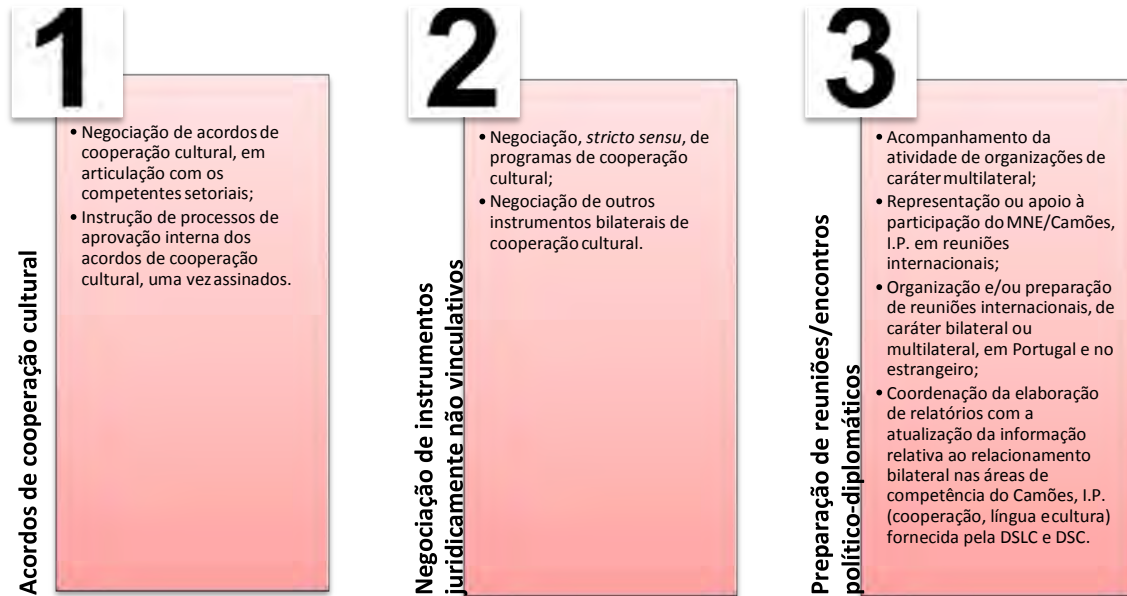 1
Acordos de cooperação cultural
• Negociação de acordos de
cooperação cultural, em
articulação com os
competentes setoriais;
• Instrução de processos de
aprovação interna dos
acordos de cooperação
cultural, uma vez assinados.
2
Negociação de instrumentos
juridicamente não vinculativos
• Negociação, stricto sensu, de
programas de cooperação
cultural;
• Negociação de outros
instrumentos bilaterais de
cooperação cultural.
3
Preparação de reuniões/encontros
político-diplomáticos
• Acompanhamento da
atividade de organizações de
caráter multilateral;
• Representação ou apoio à
participação do MNE/Camões,
I.P. em reuniões
internacionais;
• Organização e/ou preparação
de reuniões internacionais, de
caráter bilateral ou
multilateral, em Portugal e no
estrangeiro;
• Coordenação da elaboração
de relatórios com a
atualização da informação
relativa ao relacionamento
bilateral nas áreas de
competência do Camões, I.P.
(cooperação, língua e cultura)
fornecida pela DSLC e DSC.